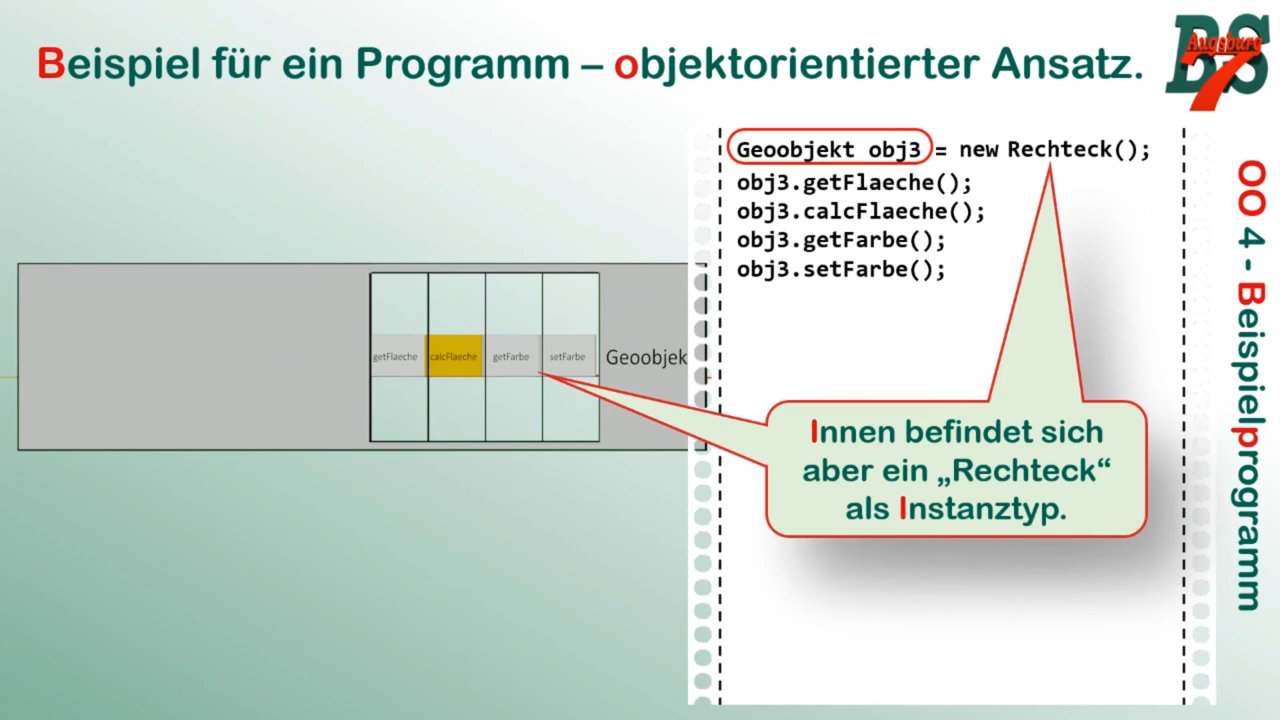 Beispiel für ein Programm – objektorientierter Ansatz.
BS
Augsburg
7
Geoobjekt obj3 = new Rechteck();
obj3.getFlaeche();
obj3.calcFlaeche();
obj3.getFarbe();
obj3.setFarbe();
getFlaeche
calcFlaeche
getFarbe
setFarbe
Geoobjek
Innen befindet sich
aber ein „Rechteck“
als Instanztyp.
OO 4 - Beispielprogramm